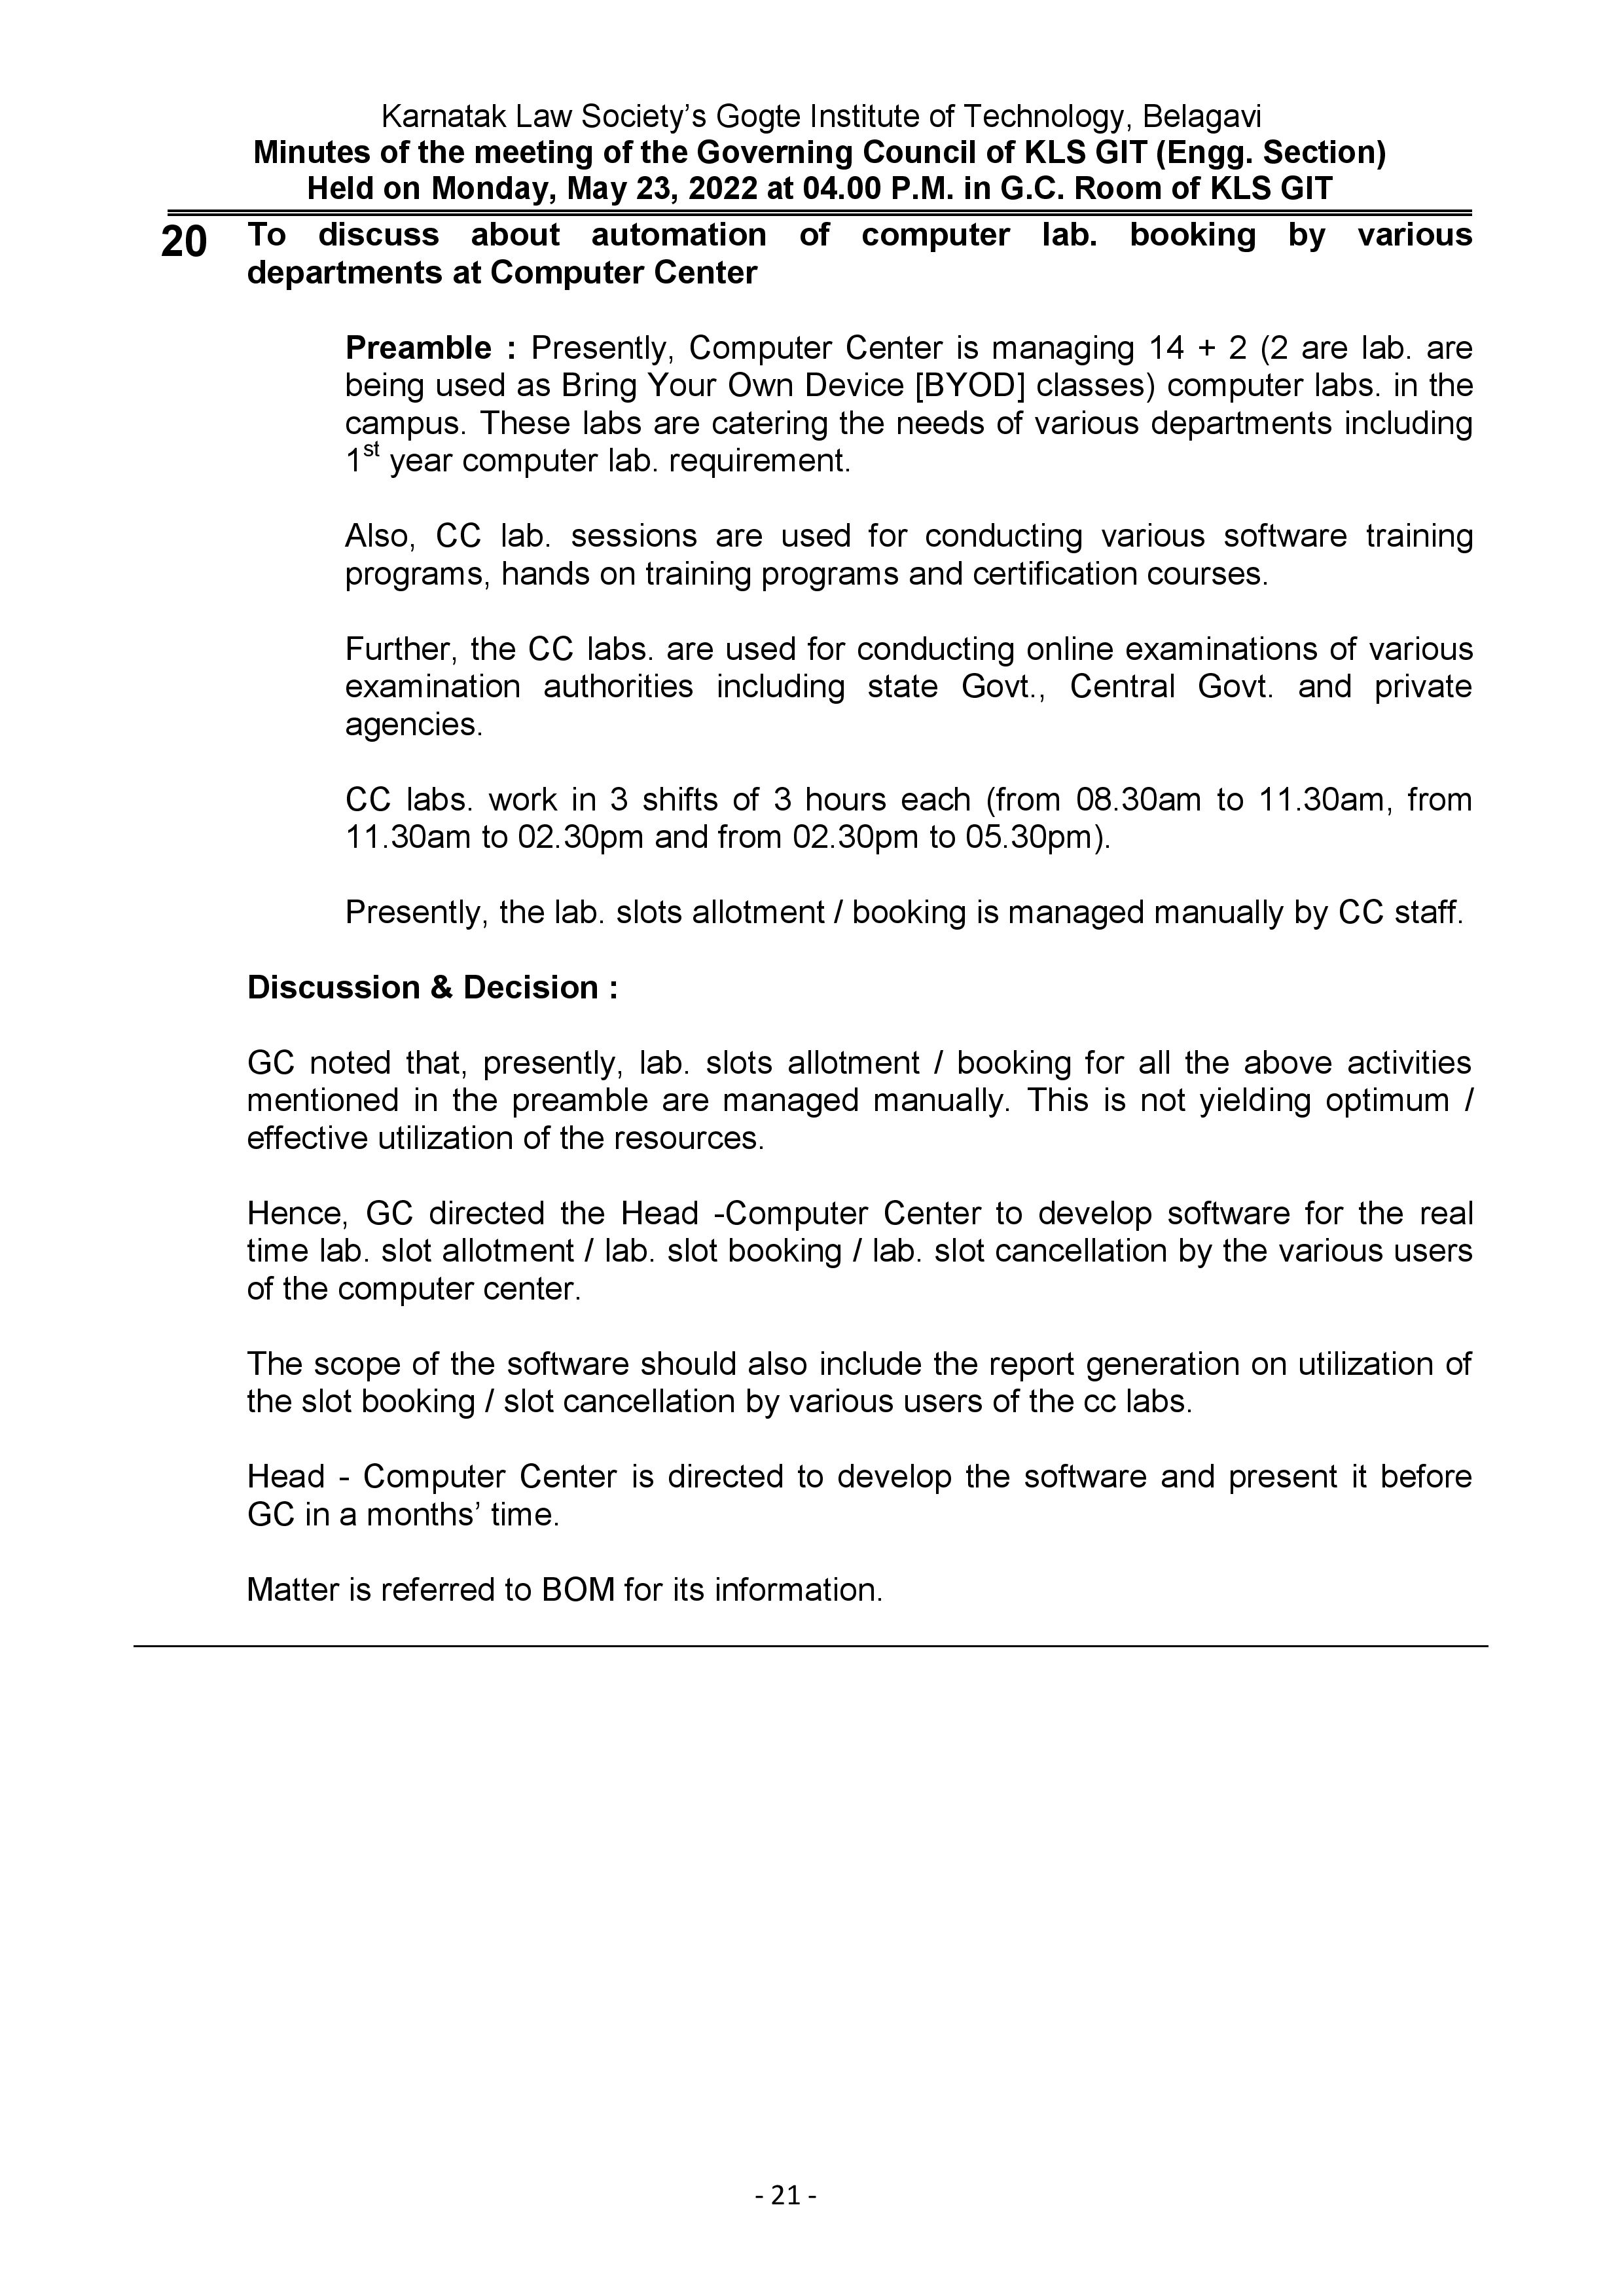 Karnatak Law Society’s Gogte Institute of Technology, Belagavi
Minutes of the meeting of the Governing Council of KLS GIT (Engg. Section)
Held on Monday, May 23, 2022 at 04.00 P.M. in G.C. Room of KLS GIT
20 To discuss about automation of computer lab. booking by various
departments at Computer Center
Preamble : Presently, Computer Center is managing 14 + 2 (2 are lab. are
being used as Bring Your Own Device [BYOD] classes) computer labs. in the
campus. These labs are catering the needs of various departments including
1st year computer lab. requirement.
Also, CC lab. sessions are used for conducting various software training
programs, hands on training programs and certification courses.
Further, the CC labs. are used for conducting online examinations of various
examination authorities including state Govt., Central Govt. and private
agencies.
CC labs. work in 3 shifts of 3 hours each (from 08.30am to 11.30am, from
11.30am to 02.30pm and from 02.30pm to 05.30pm).
Presently, the lab. slots allotment / booking is managed manually by CC staff.
Discussion & Decision :
GC noted that, presently, lab. slots allotment / booking for all the above activities
mentioned in the preamble are managed manually. This is not yielding optimum /
effective utilization of the resources.
Hence, GC directed the Head -Computer Center to develop software for the real
time lab. slot allotment / lab. slot booking / lab. slot cancellation by the various users
of the computer center.
The scope of the software should also include the report generation on utilization of
the slot booking / slot cancellation by various users of the cc labs.
Head - Computer Center is directed to develop the software and present it before
GC in a months’ time.
Matter is referred to BOM for its information.
- 21 -